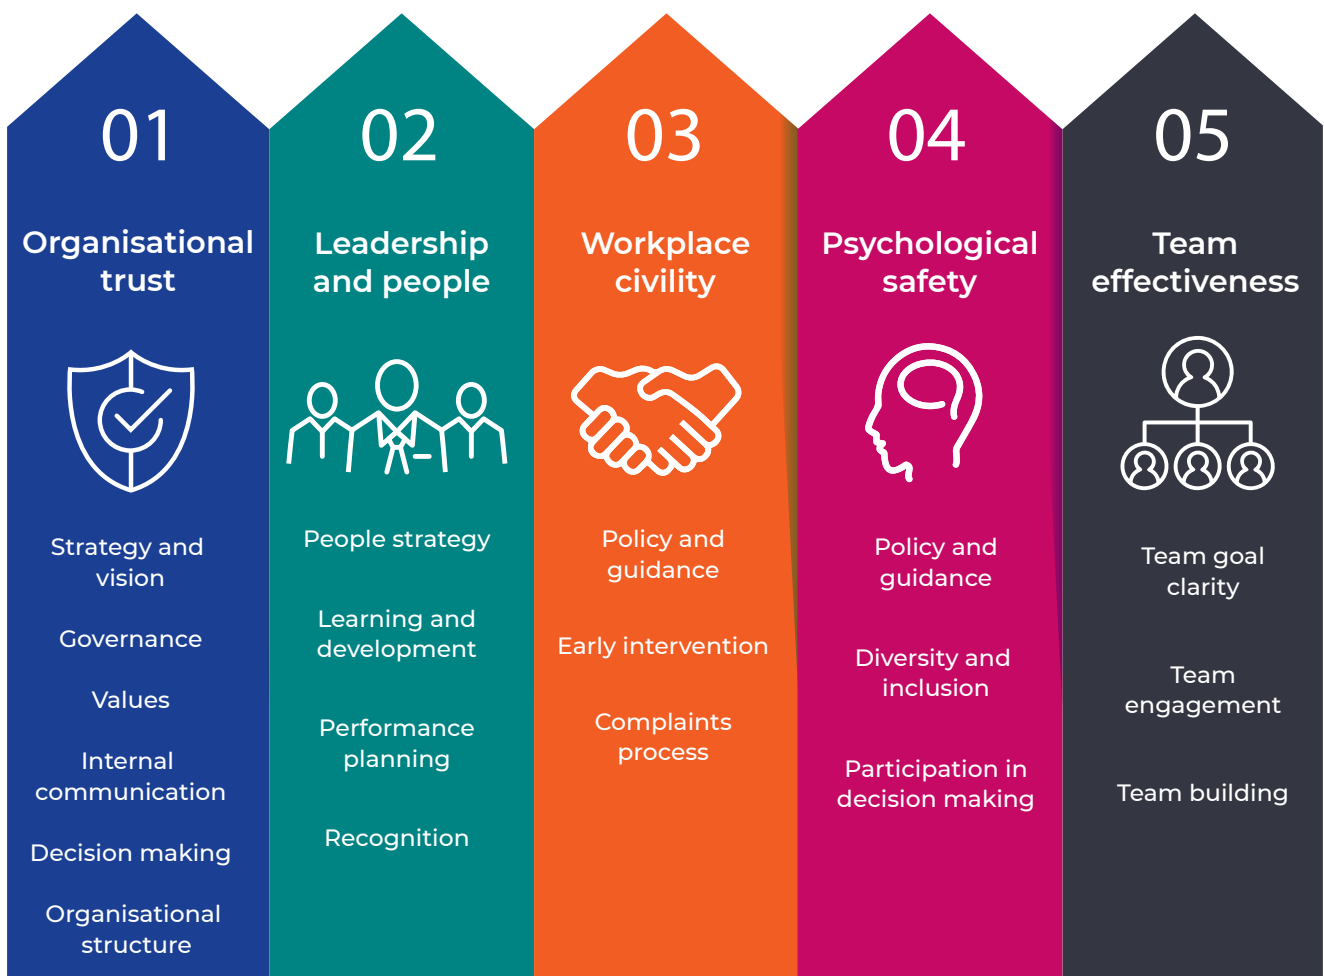 01
Organisational
trust
Strategy and
vision
Governance
Values
Internal
communication
Decision making
Organisational
structure
02
Leadership
and people
People strategy
Learning and
development
Performance
planning
Recognition
03
Workplace
civility
Policy and
guidance
Early intervention
Complaints
process
04
Psychological
safety
Policy and
guidance
Diversity and
inclusion
Participation in
decision making
05
Team
effectiveness
Team goal
clarity
Team
engagement
Team building